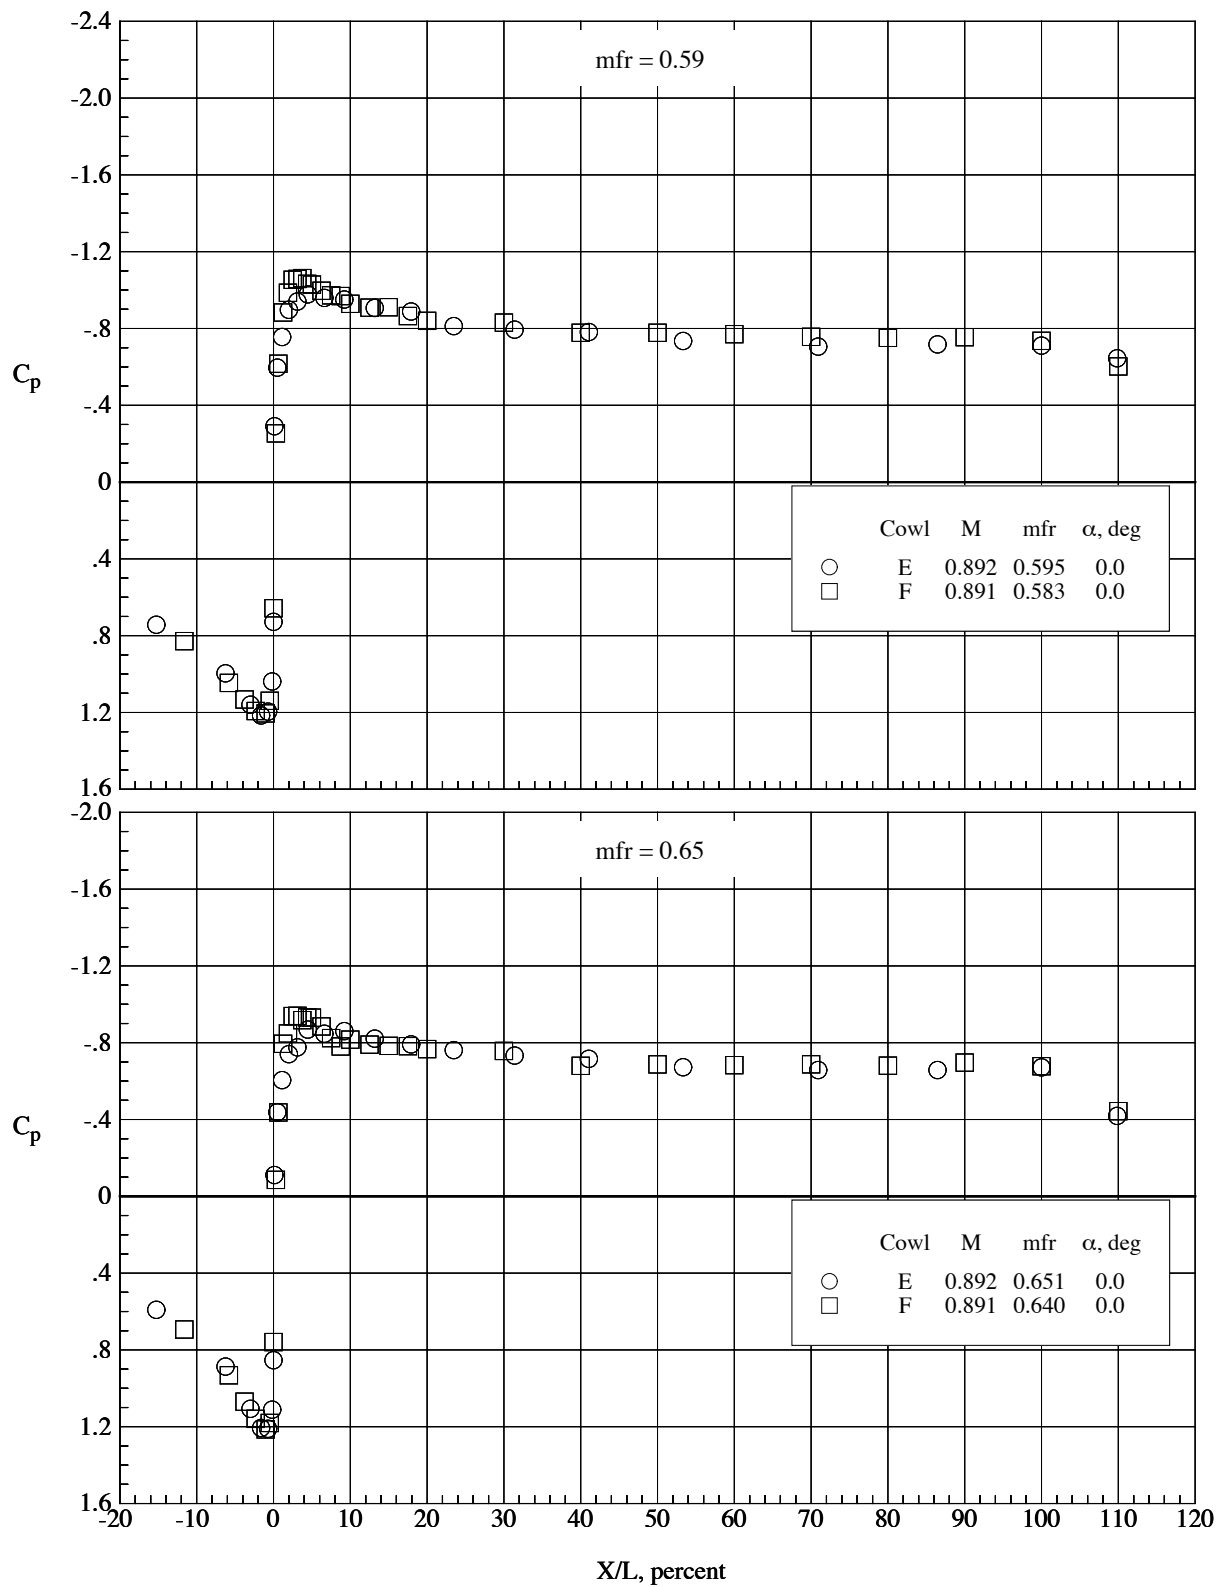 -2.4
mfr = 0.59
-2.0
-1.6
-1.2
-.8
Cp
-.4
0
Cowl M mfr α, deg
.4
E 0.892 0.595 0.0
F 0.891 0.583 0.0
.8
1.2
1.6
-2.0
mfr = 0.65
-1.6
-1.2
-.8
Cp
-.4
0
Cowl M mfr α, deg
.4
E 0.892 0.651 0.0
F 0.891 0.640 0.0
.8
1.2
1.6
-20 -10 0 10 20 30 40 50 60 70 80 90 100 110 120
X/L, percent